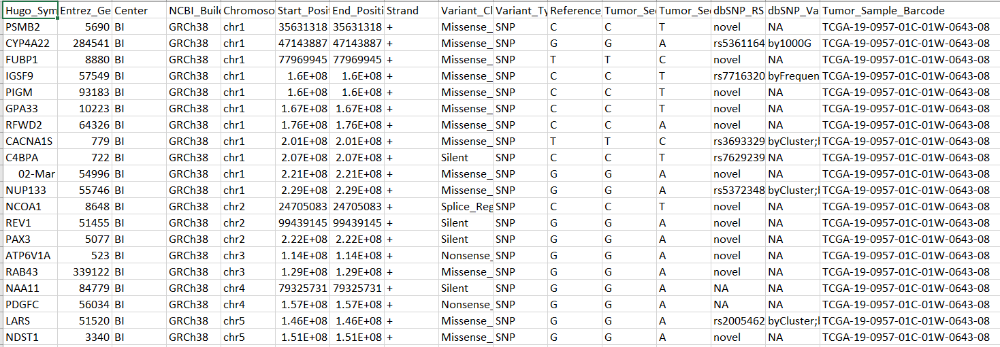 Hugo_Sym Entrez_Ge Center NCBI_Build Chromoso Start_Posit End_Positi Strand Variant_Cl Variant_Ty Reference_ Tumor_Sec Tumor_Sec dbSNP_RS dbSNP_Va Tumor_Sample_Barcode
PSMB2 5690 BI GRCh38 chr1 35631318 35631318 + Missense_ SNP C C T novel NA TCGA-19-0957-01C-01W-0643-08
CYP4A22 284541 BI GRCh38 chr1 47143887 47143887 + Missense_ SNP G G A rs5361164 by1000G TCGA-19-0957-01C-01W-0643-08
FUBP1 8880 BI GRCh38 chr1 77969945 77969945 + Missense_ SNP T T C novel NA TCGA-19-0957-01C-01W-0643-08
IGSF9 57549 BI GRCh38 chr1 1.6E+08 1.6E+08 + Missense_ SNP C C T rs7716320 byFrequen TCGA-19-0957-01C-01W-0643-08
PIGM 93183 BI GRCh38 chr1 1.6E+08 1.6E+08 + Missense_ SNP C C T novel NA TCGA-19-0957-01C-01W-0643-08
GPA33 10223 BI GRCh38 chr1 1.67E+08 1.67E+08 + Missense_ SNP C C T novel NA TCGA-19-0957-01C-01W-0643-08
RFWD2 64326 BI GRCh38 chr1 1.76E+08 1.76E+08 + Missense_ SNP C C A novel NA TCGA-19-0957-01C-01W-0643-08
CACNA1S 779 BI GRCh38 chr1 2.01E+08 2.01E+08 + Missense_ SNP T T C rs3693329 byCluster; TCGA-19-0957-01C-01W-0643-08
C4BPA 722 BI GRCh38 chr1 2.07E+08 2.07E+08 + Silent SNP C C T rs7629239 NA TCGA-19-0957-01C-01W-0643-08
02-Mar 54996 BI GRCh38 chr1 2.21E+08 2.21E+08 + Missense_ SNP G G A novel NA TCGA-19-0957-01C-01W-0643-08
NUP133 55746 BI GRCh38 chr1 2.29E+08 2.29E+08 + Missense_ SNP G G A rs5372348 byCluster; TCGA-19-0957-01C-01W-0643-08
NCOA1 8648 BI GRCh38 chr2 24705083 24705083 + Splice_Reg SNP C C T novel NA TCGA-19-0957-01C-01W-0643-08
REV1 51455 BI GRCh38 chr2 99439145 99439145 + Silent SNP G G A novel NA TCGA-19-0957-01C-01W-0643-08
PAX3 5077 BI GRCh38 chr2 2.22E+08 2.22E+08 + Silent SNP G G A novel NA TCGA-19-0957-01C-01W-0643-08
ATP6V1A 523 BI GRCh38 chr3 1.14E+08 1.14E+08 + Nonsense_ SNP G G A novel NA TCGA-19-0957-01C-01W-0643-08
RAB43 339122 BI GRCh38 chr3 1.29E+08 1.29E+08 + Missense_ SNP G G A novel NA TCGA-19-0957-01C-01W-0643-08
NAA11 84779 BI GRCh38 chr4 79325731 79325731 + Silent SNP G G A NA NA TCGA-19-0957-01C-01W-0643-08
PDGFC 56034 BI GRCh38 chr4 1.57E+08 1.57E+08 + Nonsense_ SNP G G A NA NA TCGA-19-0957-01C-01W-0643-08
LARS 51520 BI GRCh38 chr5 1.46E+08 1.46E+08 + Missense_ SNP G G A rs2005462 byCluster; TCGA-19-0957-01C-01W-0643-08
NDST1 3340 BI GRCh38 chr5 1.51E+08 1.51E+08 + Missense_ SNP G G A novel NA TCGA-19-0957-01C-01W-0643-08